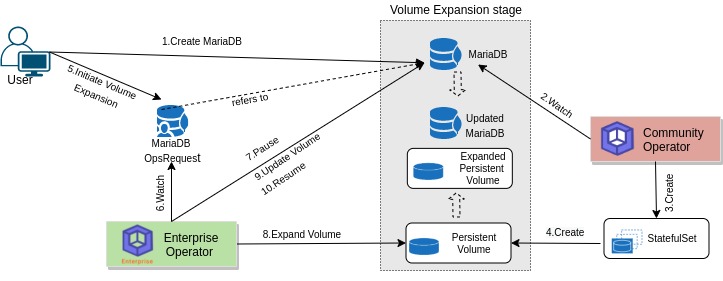 Volume Expansion stage
1.Create MariaDB
MariaDB
User
5.Initiate Volume
Expansion
refers to
2.Watch
MariaDB
OpsRequest
Updated
MariaDB
Community
Operator
7.Pause
9.Update Volume
10.Resume
Expanded
Persistent
Volume
6.Watch
3.Create
Enterprise
Operator
Enterprise
8.Expand Volume
Persistent
Volume
4.Create
StatefulSet